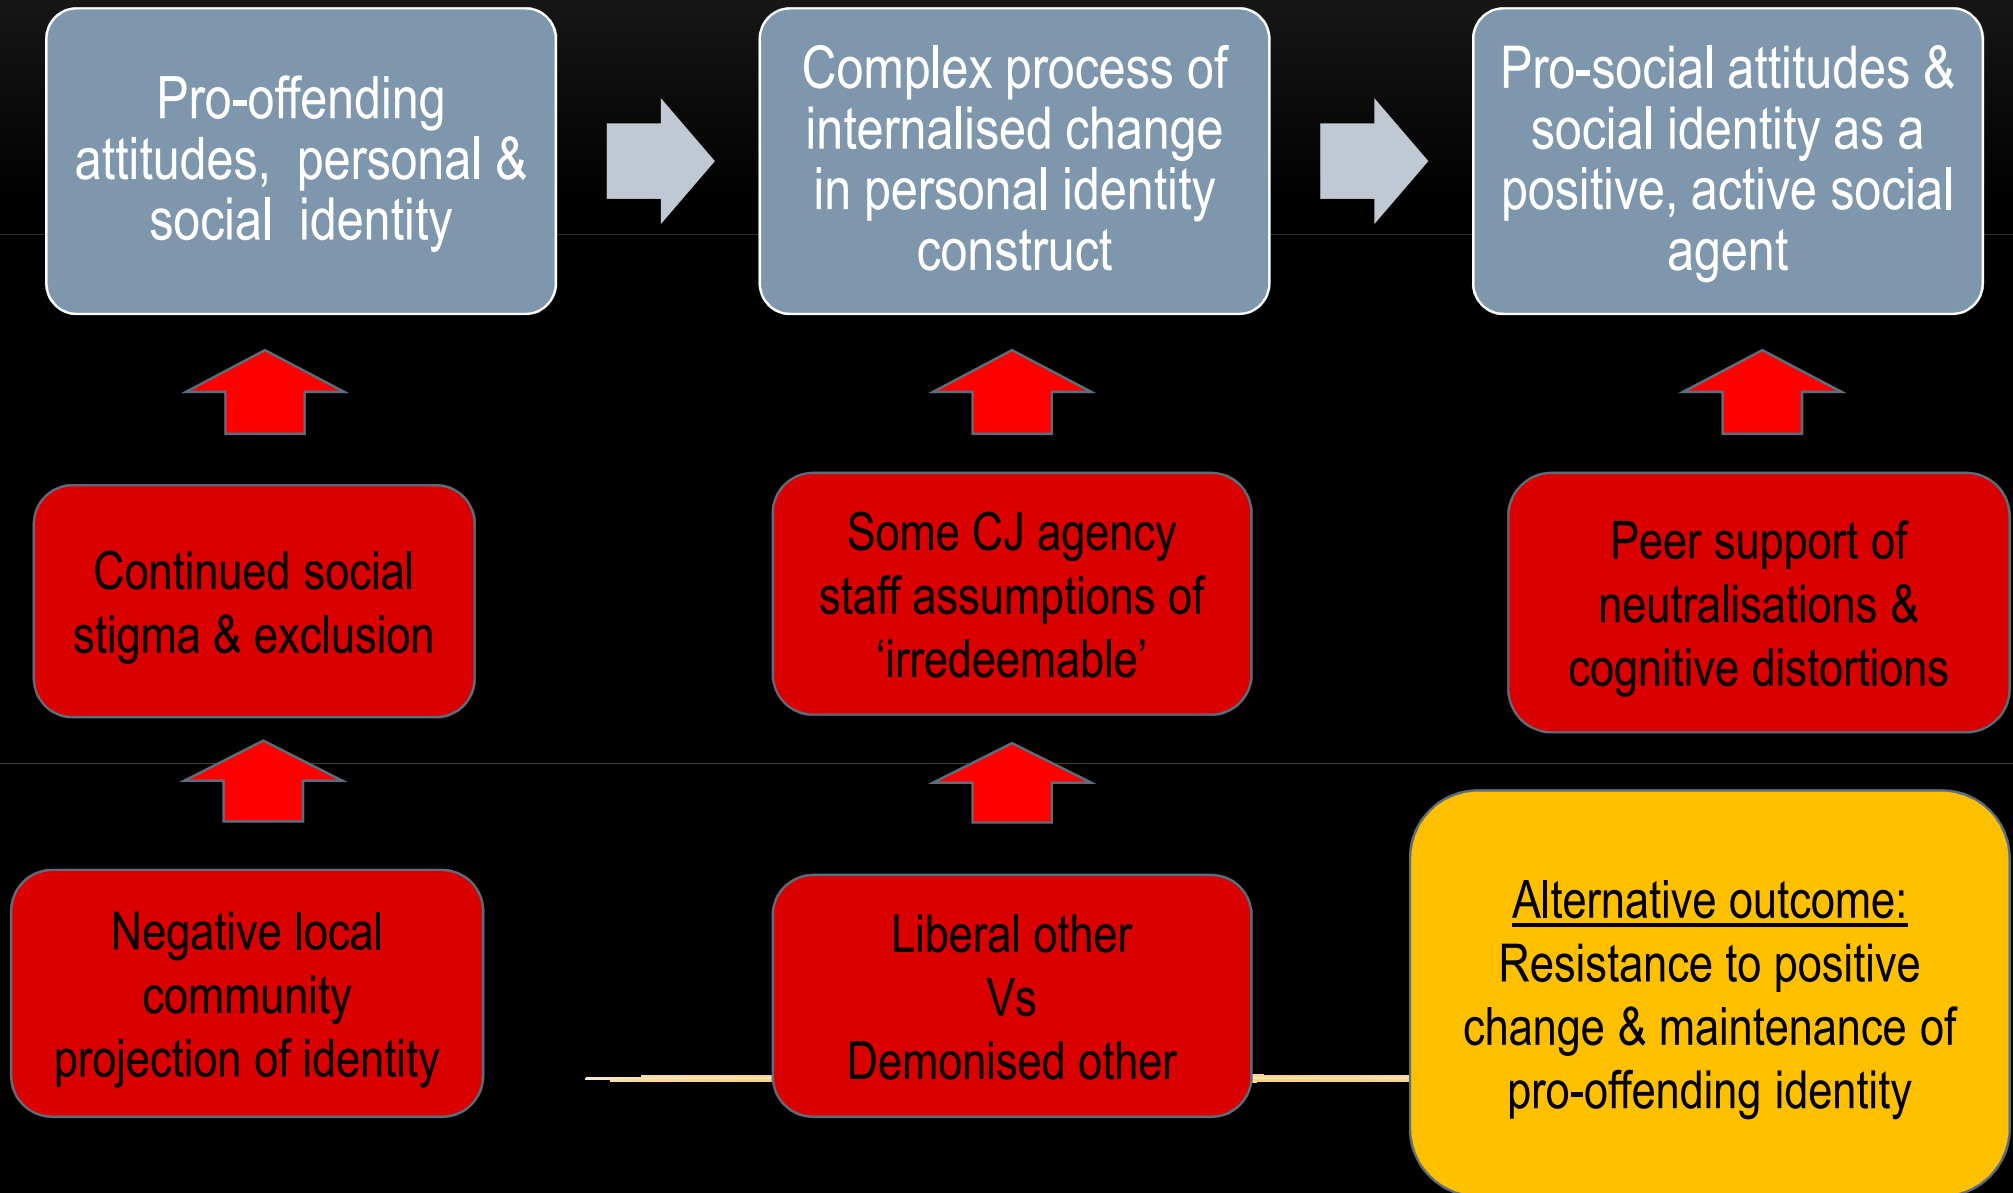 Pro-offending
attitudes, personal &
social identity
Complex process of
internalised change
in personal identity
construct
Pro-social attitudes &
social identity as a
positive, active social
agent
Continued social
stigma & exclusion
Some CJ agency
staff assumptions of
‘irredeemable’
Peer support of
neutralisations &
cognitive distortions
Negative local
community
projection of identity
Liberal other
Vs
Demonised other
Alternative outcome:
Resistance to positive
change & maintenance of
pro-offending identity